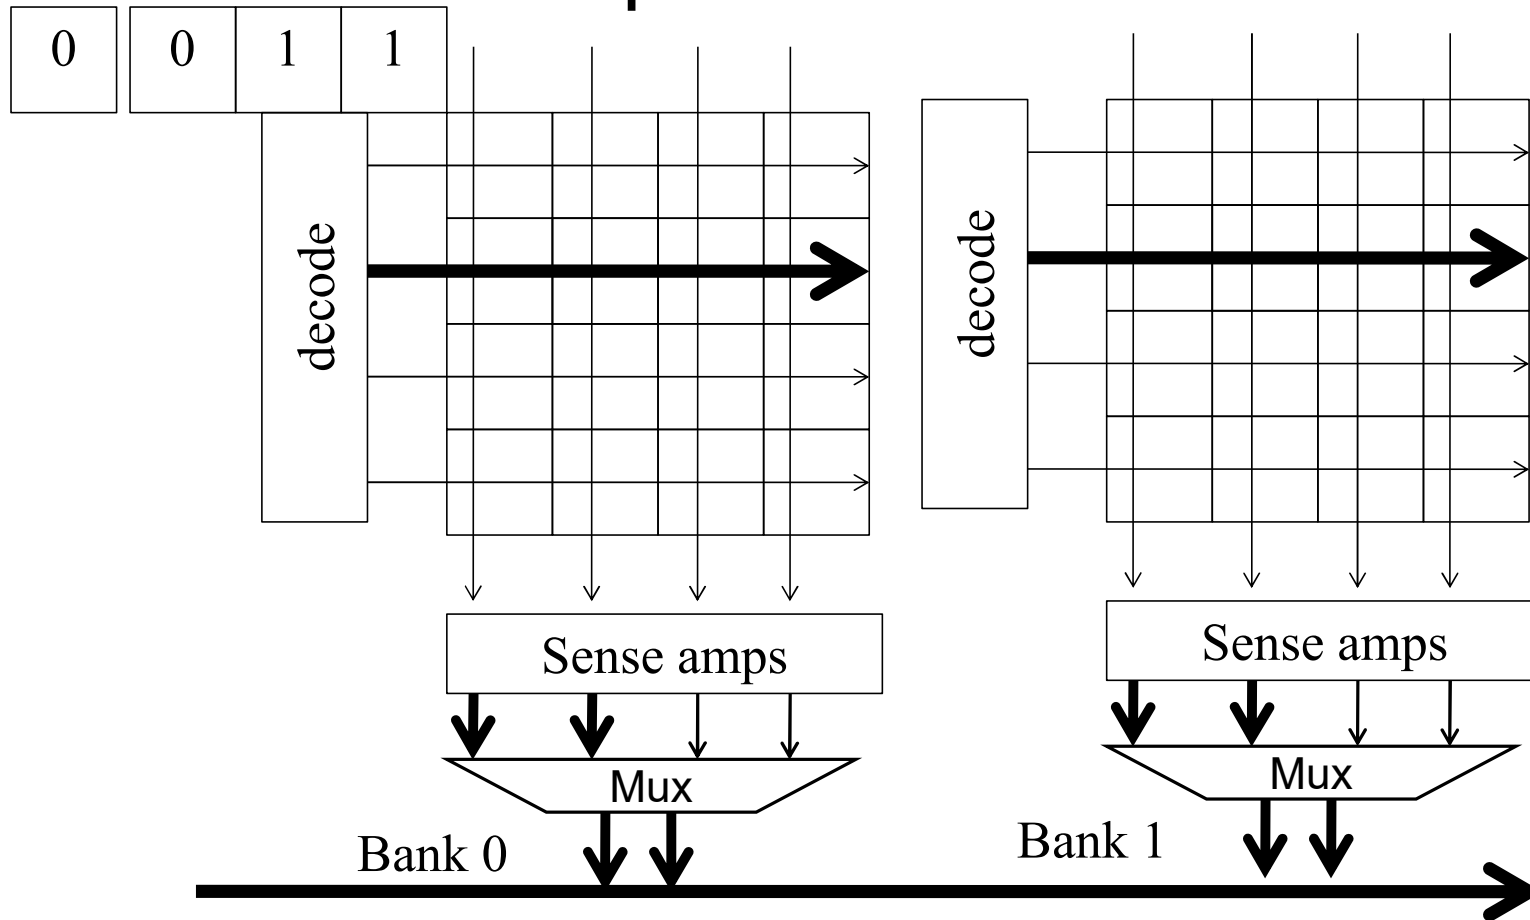 0 0 1 1
decode
decode
Sense amps
Sense amps
Mux
Mux
Bank 0
Bank 1